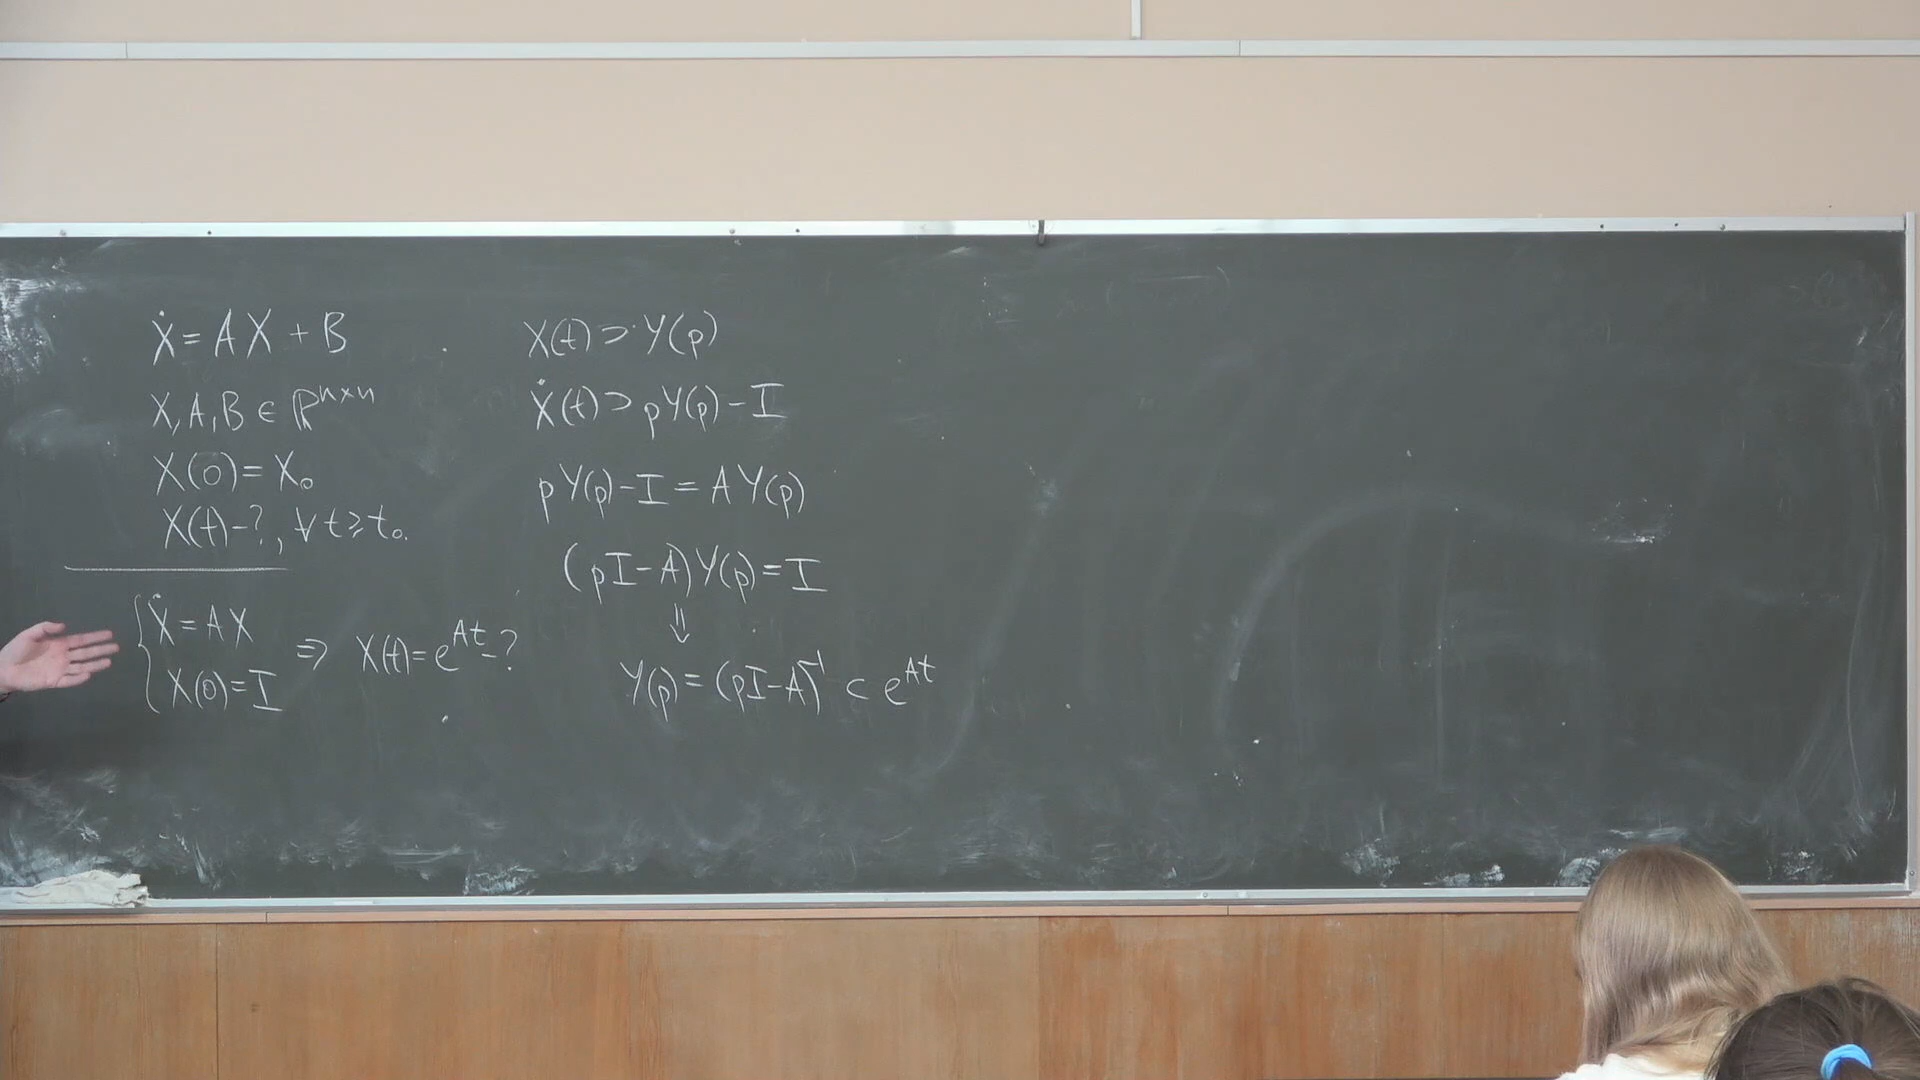 Ẋ = AX + B
X, A, B ∈ ℝⁿˣⁿ
X(0) = X₀
X(t) - ?, ∀ t ≥ t₀.
{ Ẋ = AX
X(0) = I
⇒ X(t) = e^{At} - ?
X(t) ⊃· Y(p)
Ẋ(t) ⊃ pY(p) - I
pY(p) - I = AY(p)
(pI - A)Y(p) = I
⇓
Y(p) = (pI - A)⁻¹ ⊂ e^{At}